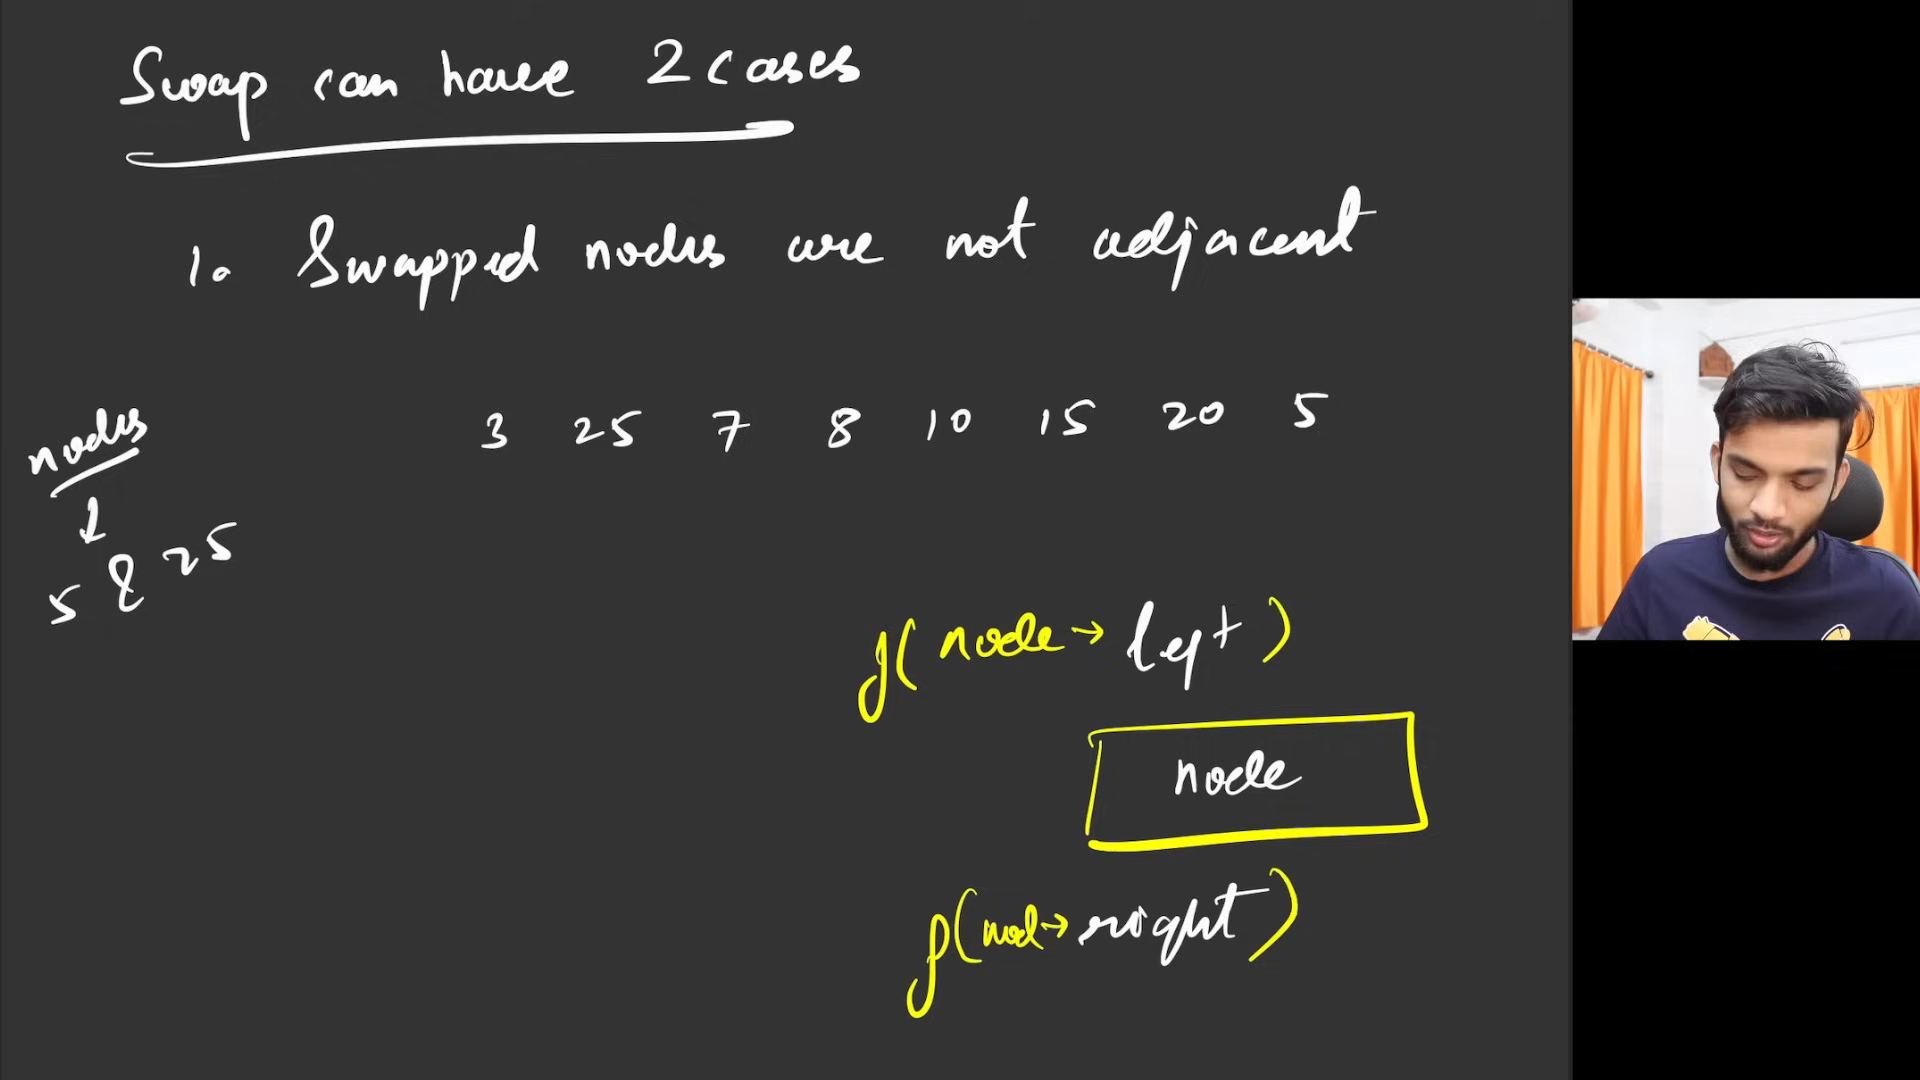 Swap can have 2 cases
1. Swapped nodes are not adjacent
3 25 7 8 10 15 20 5
nodes
↓
5 & 25
f(node → left)
node
f(nod → right)